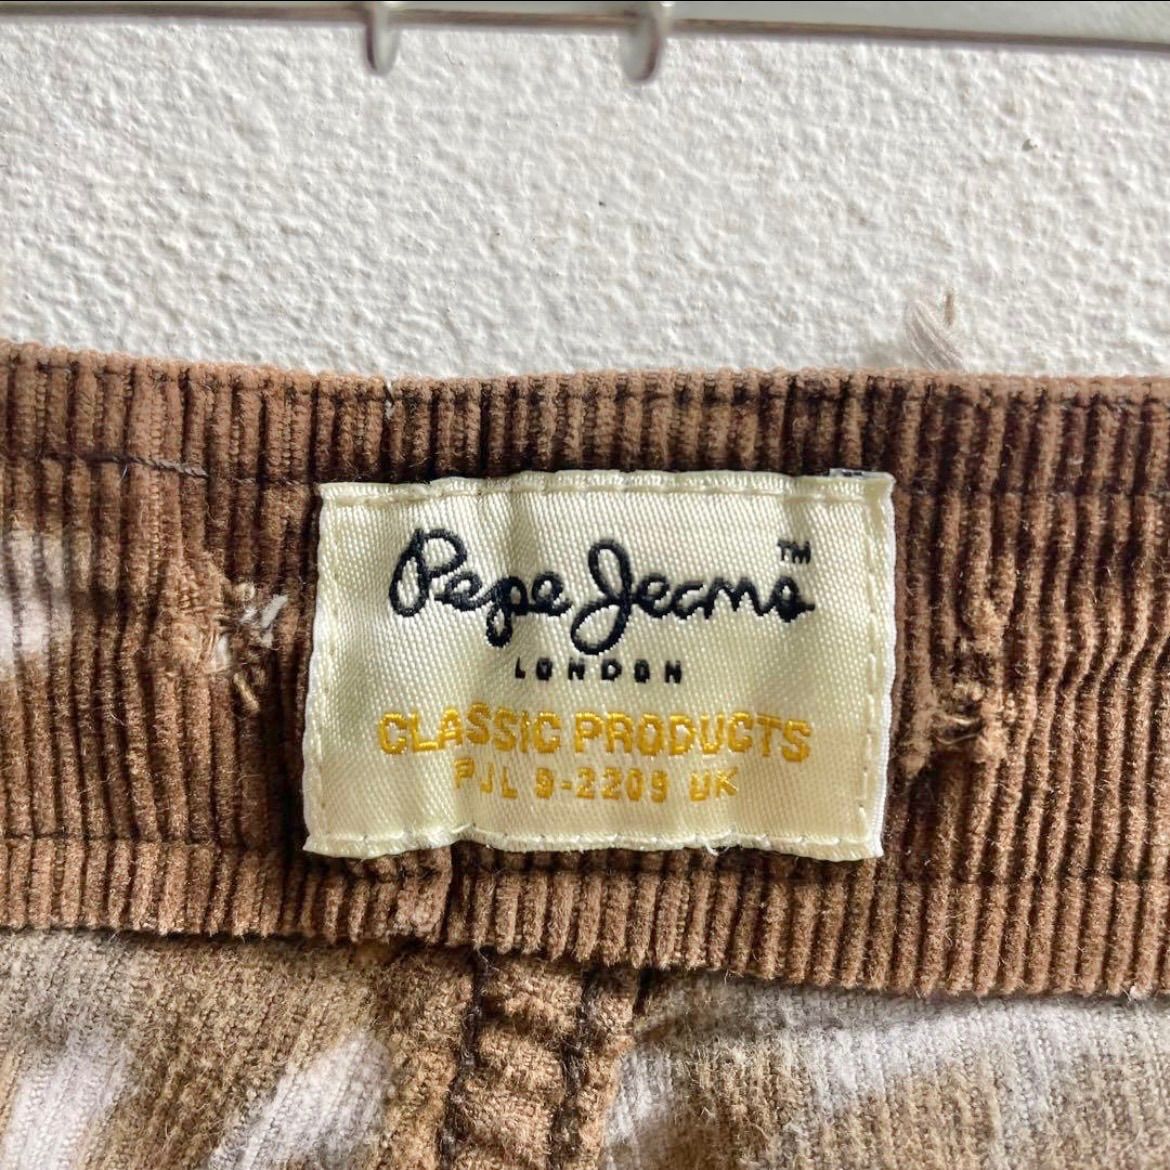 Pepe Jeans™
LONDON
CLASSIC PRODUCTS
PJL 9-2209 UK